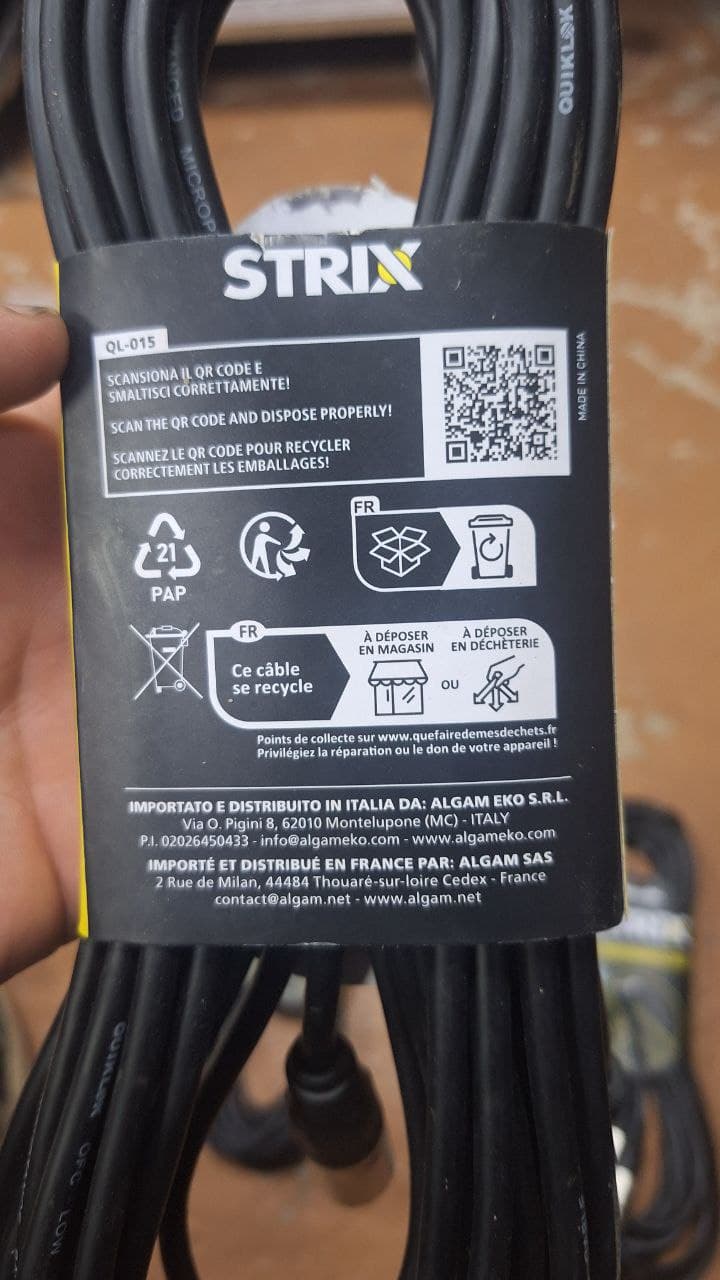 QUIKLOK
MICROP
STRIX
QL-015
SCANSIONA IL QR CODE E
SMALTISCI CORRETTAMENTE!
SCAN THE QR CODE AND DISPOSE PROPERLY!
SCANNEZ LE QR CODE POUR RECYCLER
CORRECTEMENT LES EMBALLAGES!
MADE IN CHINA
21
PAP
FR
FR
Ce câble
se recycle
À DÉPOSER
EN MAGASIN
OU
À DÉPOSER
EN DÉCHÈTERIE
Points de collecte sur www.quefairedemesdechets.fr
Privilégiez la réparation ou le don de votre appareil !
IMPORTATO E DISTRIBUITO IN ITALIA DA: ALGAM EKO S.R.L.
Via O. Pigini 8, 62010 Montelupone (MC) - ITALY
P.I. 02026450433 - info@algameko.com - www.algameko.com
IMPORTÉ ET DISTRIBUÉ EN FRANCE PAR: ALGAM SAS
2 Rue de Milan, 44484 Thouaré-sur-loire Cedex - France
contact@algam.net - www.algam.net
QUIKLOK OFC LOW
STRIX